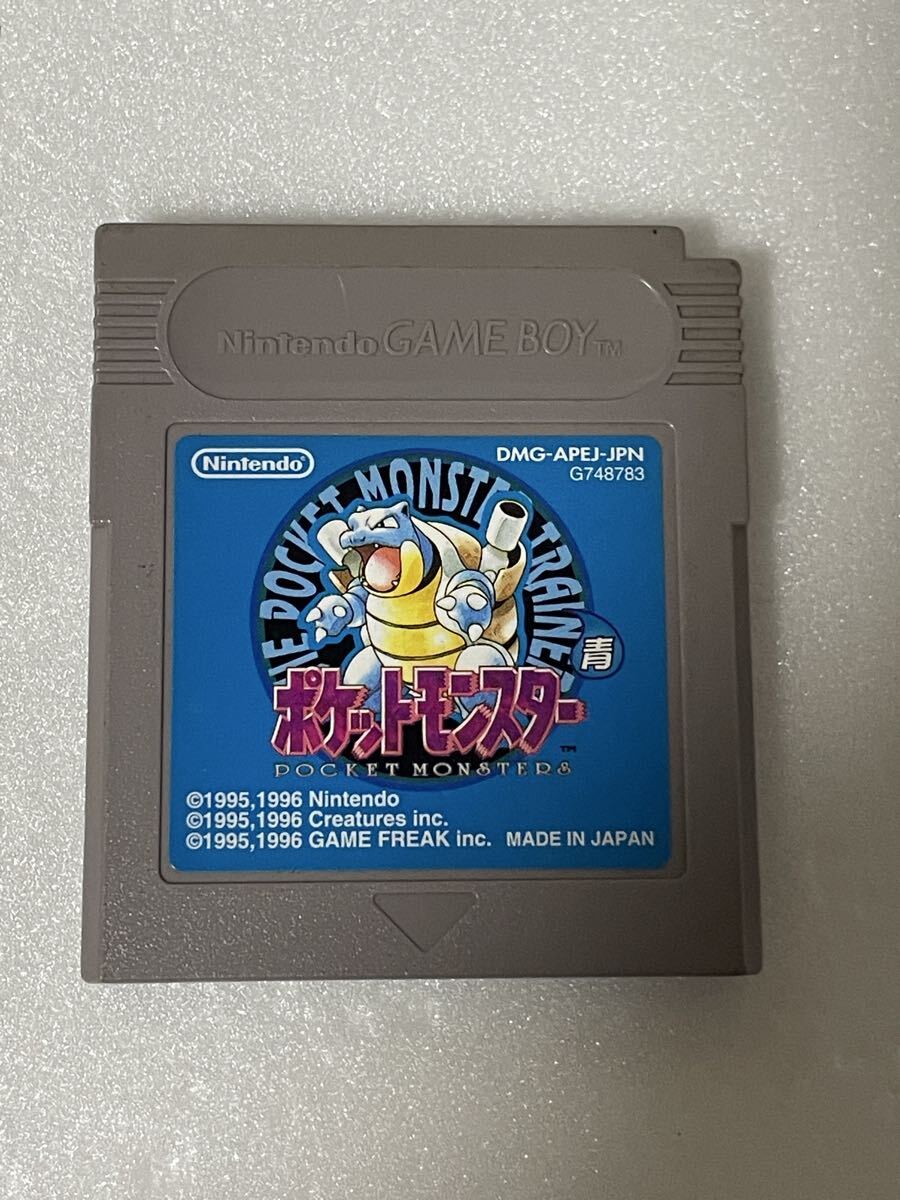 Nintendo GAME BOY™
Nintendo®
DMG-APEJ-JPN
G748783
THE POCKET MONSTER TRAINER
青
ポケットモンスター™
POCKET MONSTERS
©1995,1996 Nintendo
©1995,1996 Creatures inc.
©1995,1996 GAME FREAK inc. MADE IN JAPAN